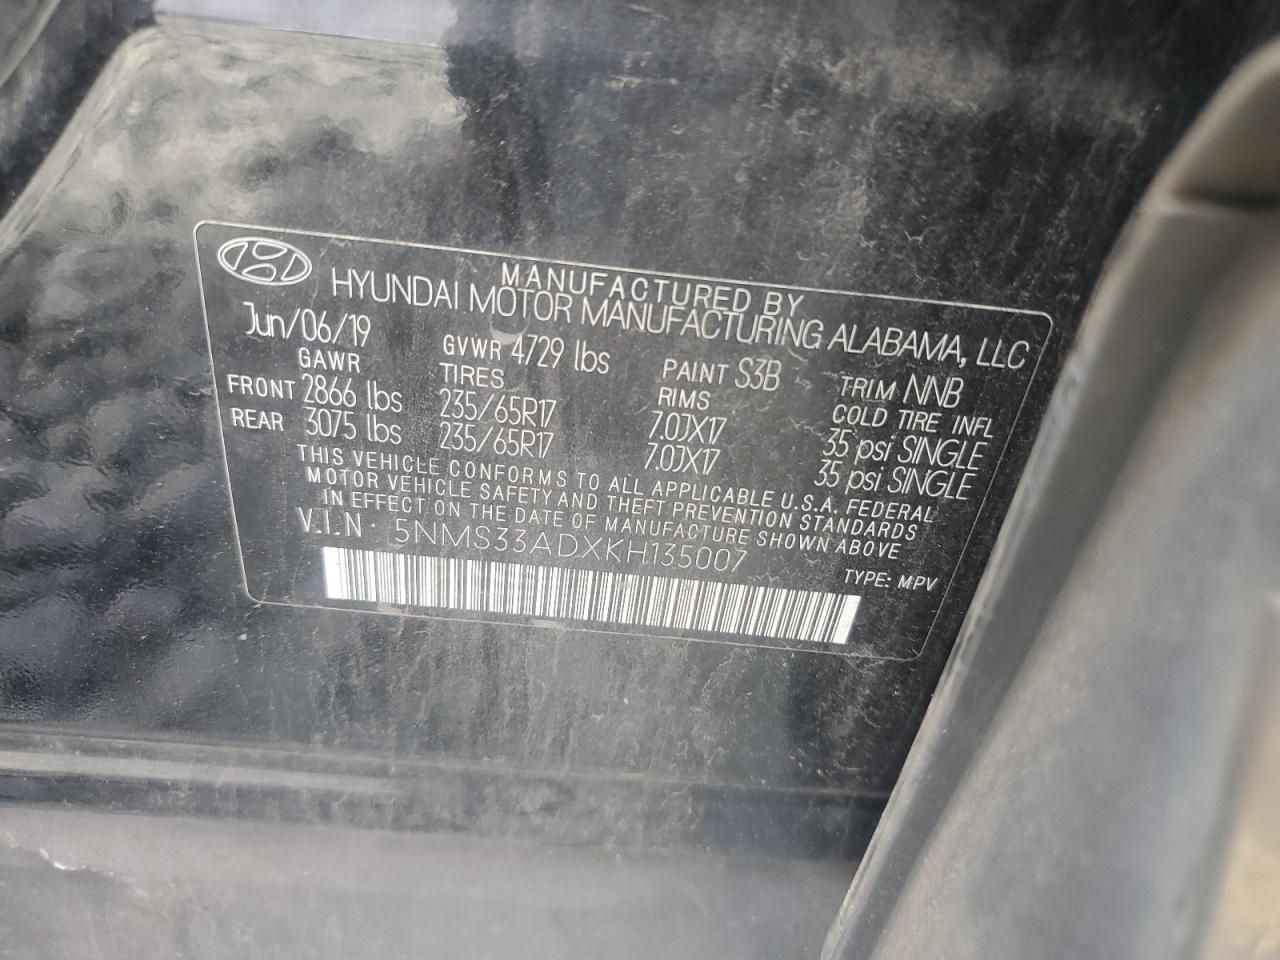 MANUFACTURED BY
HYUNDAI MOTOR MANUFACTURING ALABAMA, LLC
Jun/06/19 GVWR 4729 lbs PAINT S3B TRIM NNB
GAWR TIRES RIMS COLD TIRE INFL
FRONT 2866 lbs 235/65R17 7.0JX17 35 psi SINGLE
REAR 3075 lbs 235/65R17 7.0JX17 35 psi SINGLE
THIS VEHICLE CONFORMS TO ALL APPLICABLE U.S.A. FEDERAL
MOTOR VEHICLE SAFETY AND THEFT PREVENTION STANDARDS
IN EFFECT ON THE DATE OF MANUFACTURE SHOWN ABOVE
V.I.N : 5NMS33ADXKH135007
TYPE: MPV